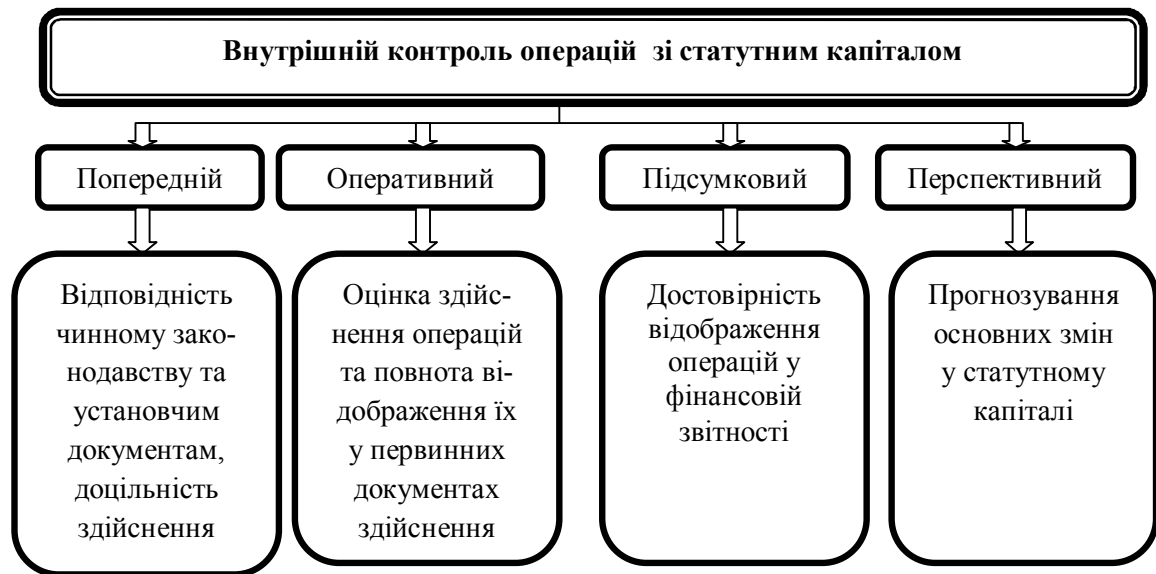 Внутрішній контроль операцій зі статутним капіталом
Попередній
Оперативний
Підсумковий
Перспективний
Відповідність
чинному зако-
нодавству та
установчим
документам,
доцільність
здійснення
Оцінка здійс-
нення операцій
та повнота ві-
дображення їх
у первинних
документах
здійснення
Достовірність
відображення
операцій у
фінансовій
звітності
Прогнозування
основних змін
у статутному
капіталі